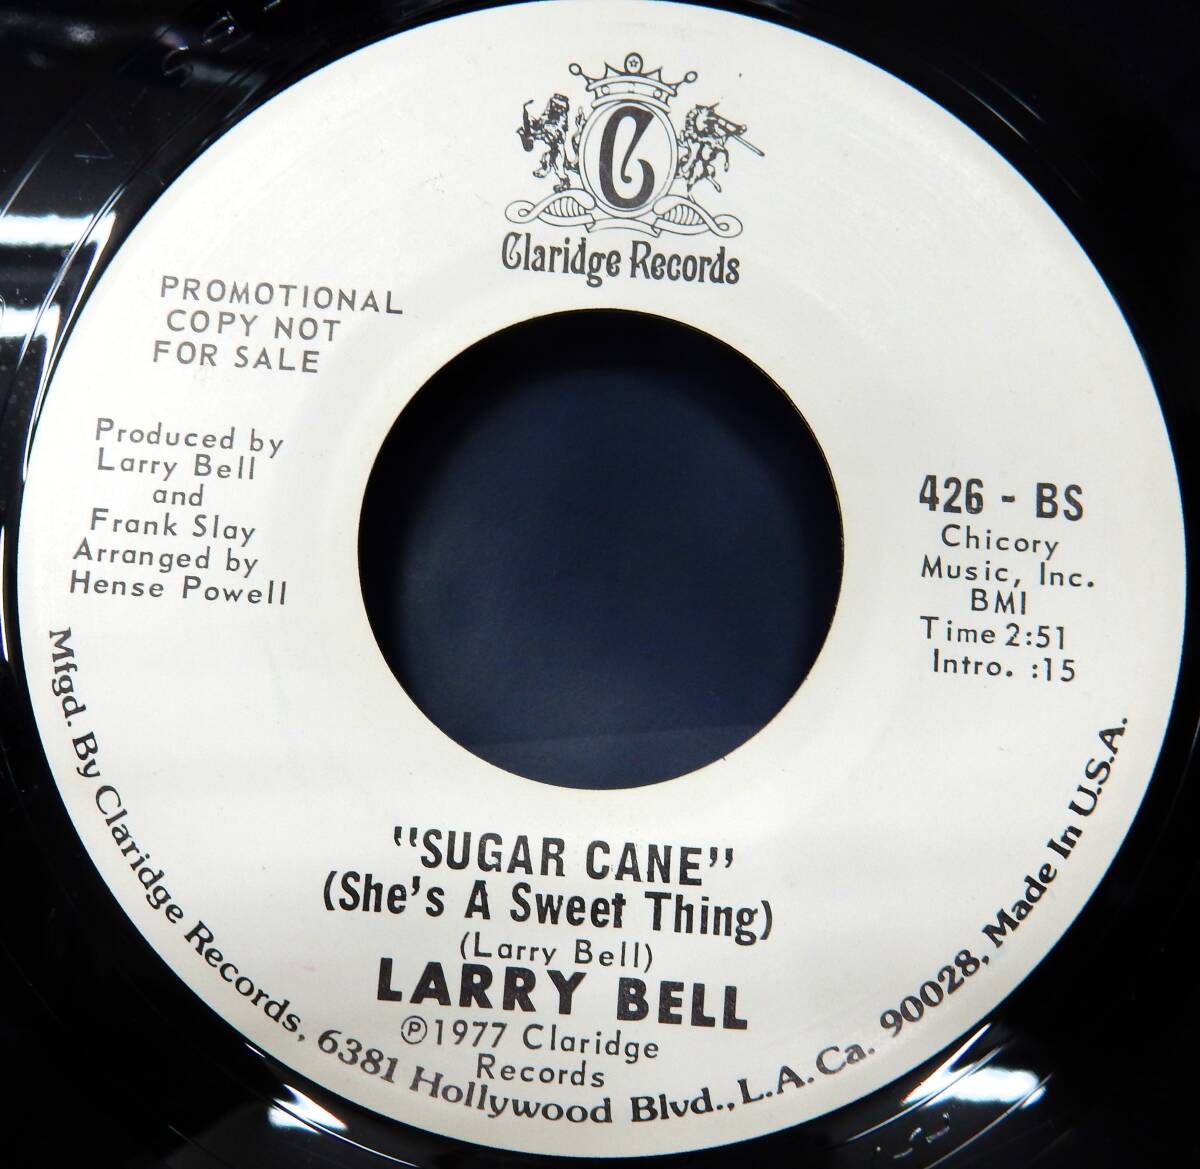 C
Claridge Records
PROMOTIONAL
COPY NOT
FOR SALE
Produced by
Larry Bell
and
Frank Slay
Arranged by
Hense Powell
426 - BS
Chicory
Music, Inc.
BMI
Time 2:51
Intro. :15
"SUGAR CANE"
(She's A Sweet Thing)
(Larry Bell)
LARRY BELL
Ⓟ1977 Claridge
Records
Mfgd. By Claridge Records, 6381 Hollywood Blvd., L.A. Ca. 90028, Made In U.S.A.